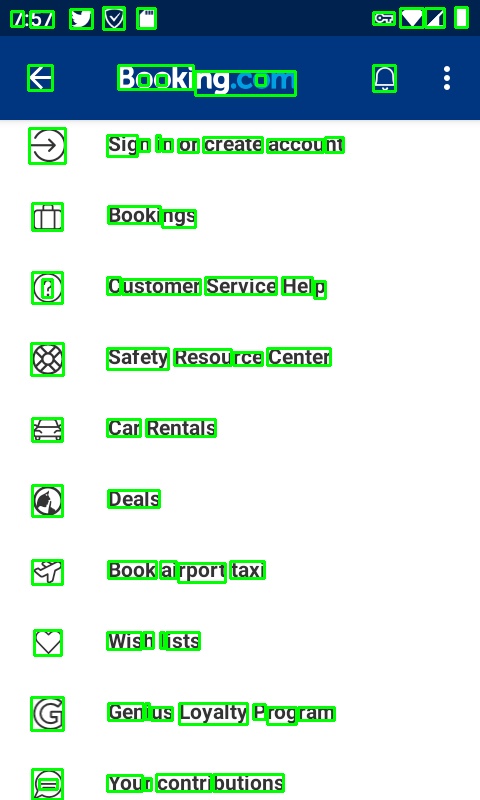 7:57
Booking.com
Sign in or create account
Bookings
Customer Service Help
Safety Resource Center
Car Rentals
Deals
Book airport taxi
Wish lists
Genius Loyalty Program
Your contributions